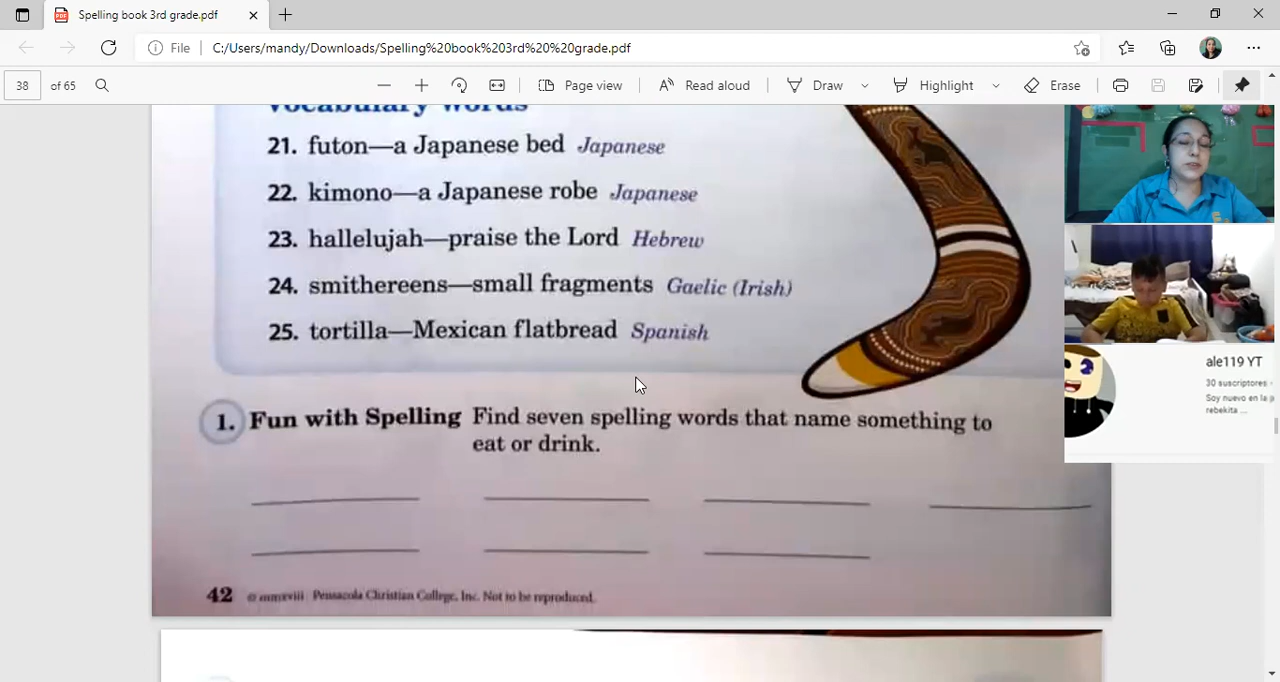 Spelling book 3rd grade.pdf
File C:/Users/mandy/Downloads/Spelling%20book%203rd%20%20grade.pdf
38 of 65 Page view Read aloud Draw Highlight Erase
vocabulary words
21. futon—a Japanese bed Japanese
22. kimono—a Japanese robe Japanese
23. hallelujah—praise the Lord Hebrew
24. smithereens—small fragments Gaelic (Irish)
25. tortilla—Mexican flatbread Spanish
1. Fun with Spelling Find seven spelling words that name something to
eat or drink.
42 © mmxviii Pensacola Christian College, Inc. Not to be reproduced.
ale119 YT
30 suscriptores -
Soy nuevo en la
rebekita ...